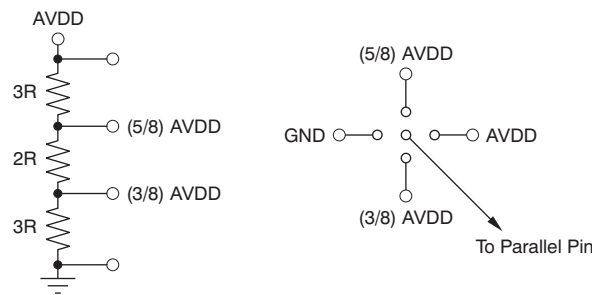 AVDD
3R
(5/8) AVDD
2R
(3/8) AVDD
3R
(5/8) AVDD
GND
AVDD
(3/8) AVDD
To Parallel Pin